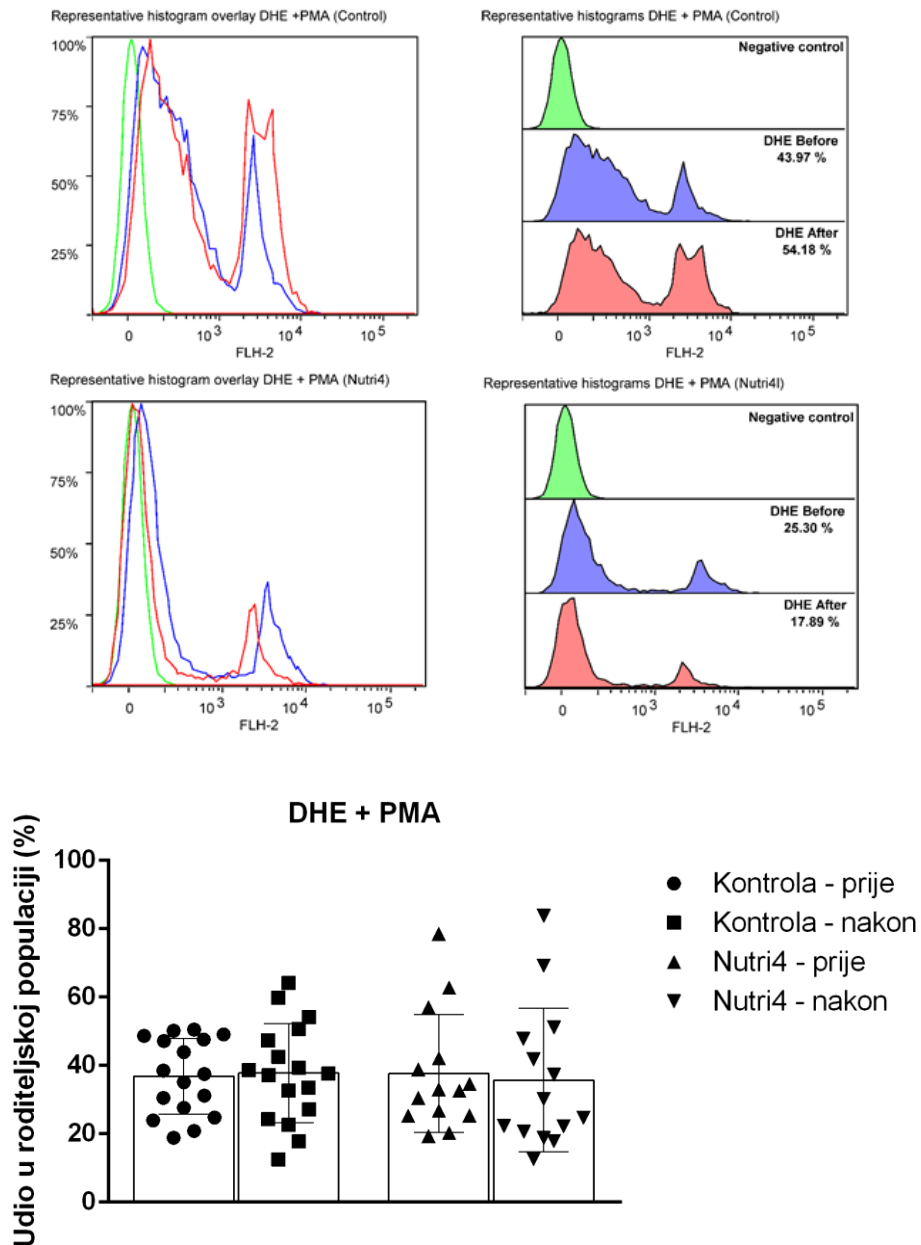 Representative histogram overlay DHE +PMA (Control)
100%
75%
50%
25%
0
10³
10⁴
10⁵
FLH-2
Representative histograms DHE + PMA (Control)
Negative control
DHE Before
43.97 %
DHE After
54.18 %
0
10³
10⁴
10⁵
FLH-2
Representative histogram overlay DHE + PMA (Nutri4)
100%
75%
50%
25%
0
10³
10⁴
10⁵
FLH-2
Representative histograms DHE + PMA (Nutri4l)
Negative control
DHE Before
25.30 %
DHE After
17.89 %
0
10³
10⁴
10⁵
FLH-2
DHE + PMA
Udio u roditeljskoj populaciji (%)
100
80
60
40
20
0
Kontrola - prije
Kontrola - nakon
Nutri4 - prije
Nutri4 - nakon